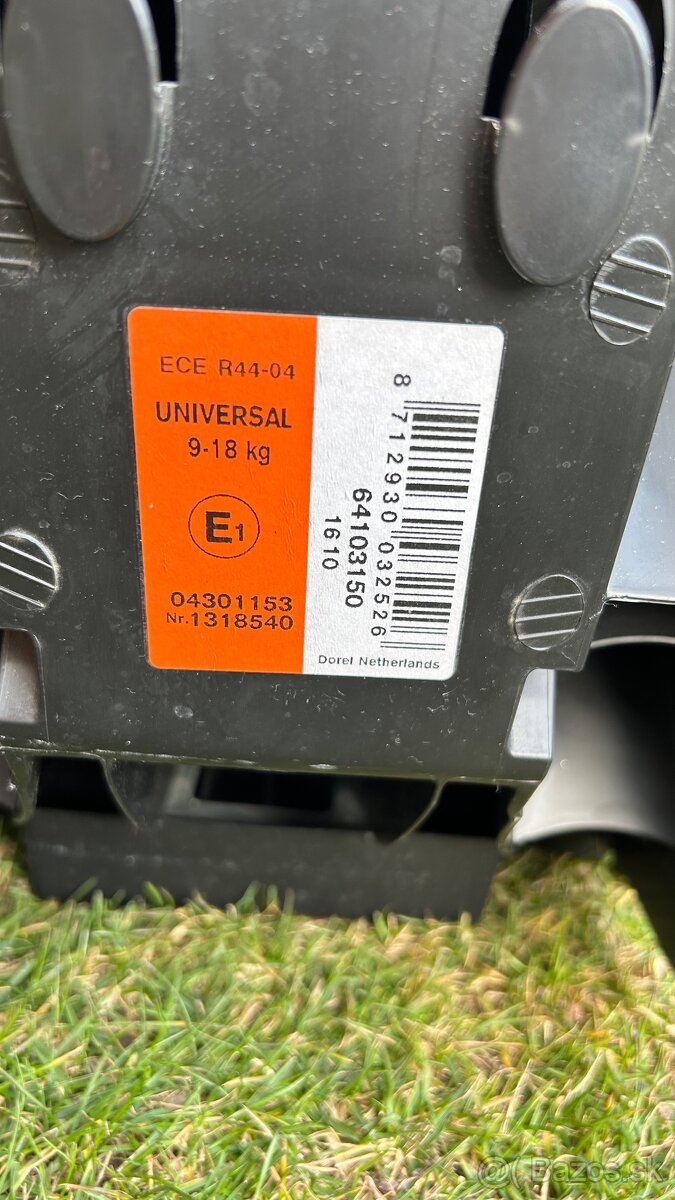 ECE R44-04
UNIVERSAL
9-18 kg
E1
04301153
Nr.1318540
8 712930 032526
64103150
1610
Dorel Netherlands
Bazos.sk